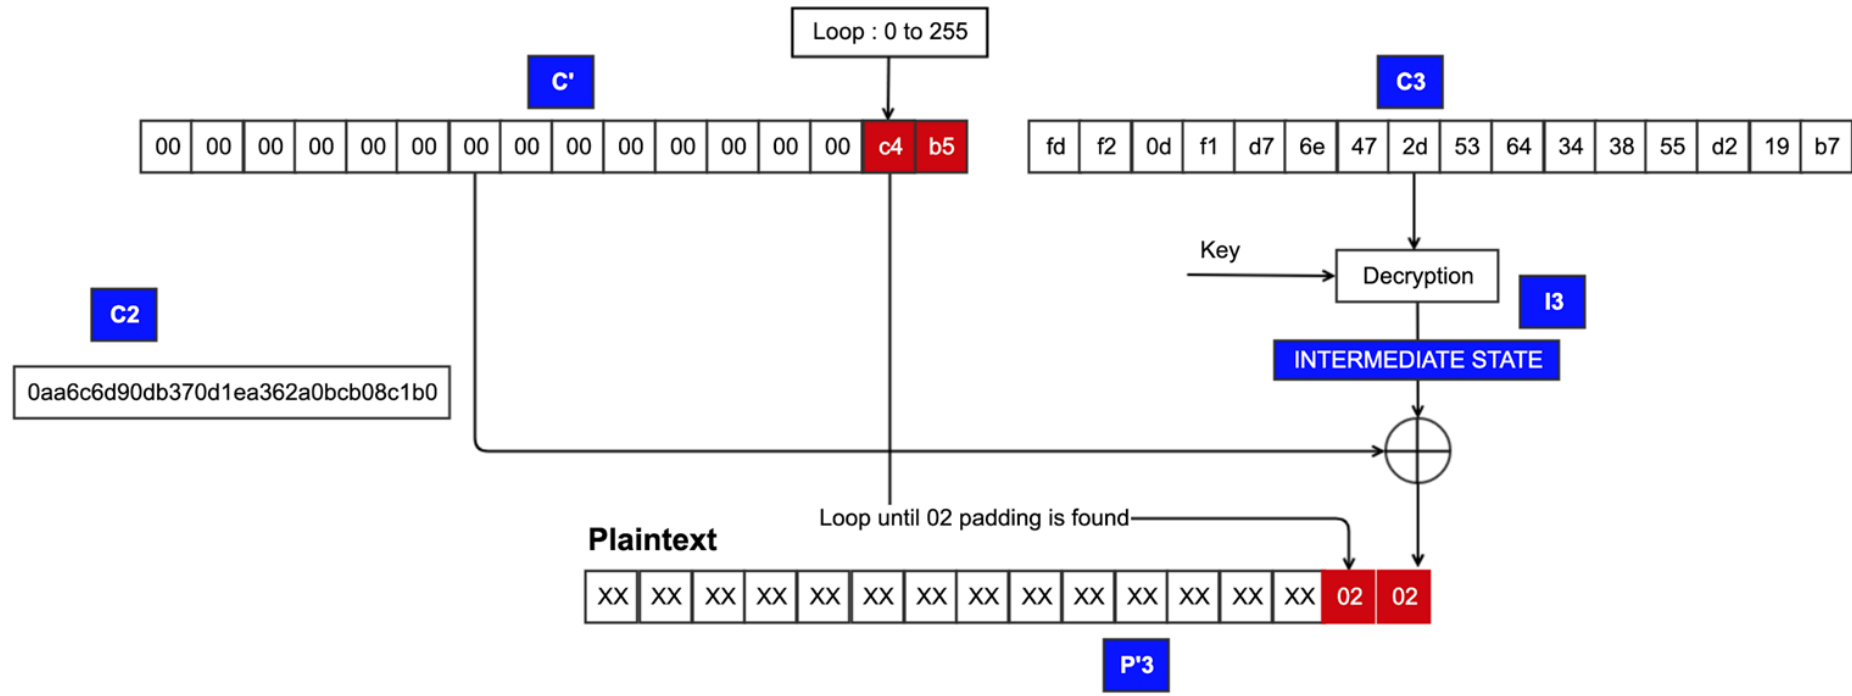 Loop : 0 to 255
C'
C3
00 00 00 00 00 00 00 00 00 00 00 00 00 00 c4 b5
fd f2 0d f1 d7 6e 47 2d 53 64 34 38 55 d2 19 b7
Key
Decryption
C2
I3
INTERMEDIATE STATE
0aa6c6d90db370d1ea362a0bcb08c1b0
Loop until 02 padding is found
Plaintext
XX XX XX XX XX XX XX XX XX XX XX XX XX XX 02 02
P'3